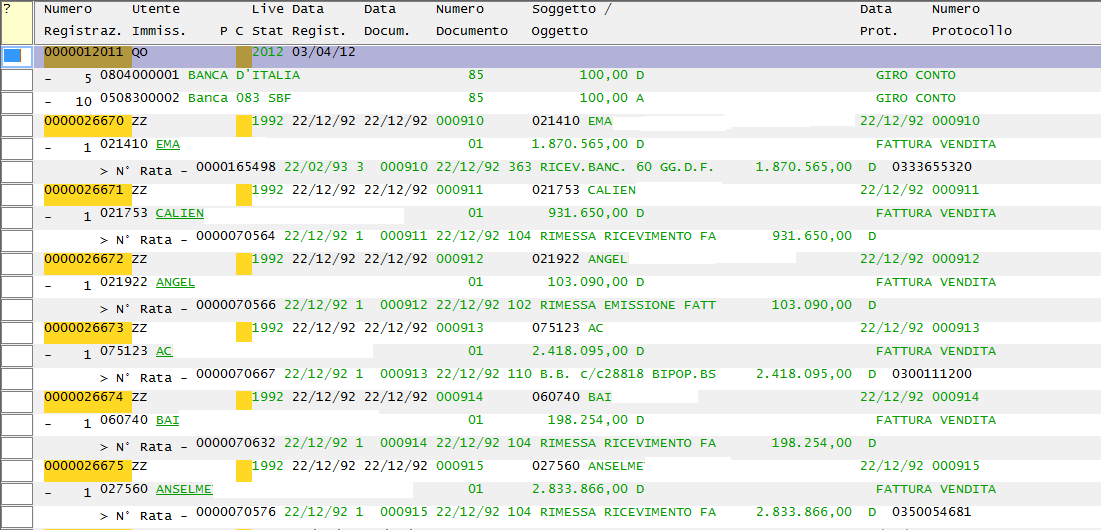 ? Numero Utente Live Data Data Numero Soggetto / Data Numero
Registraz. Immiss. P C Stat Regist. Docum. Documento Oggetto Prot. Protocollo
0000012011 QO 2012 03/04/12
- 5 0804000001 BANCA D'ITALIA 85 100,00 D GIRO CONTO
- 10 0508300002 Banca 083 SBF 85 100,00 A GIRO CONTO
0000026670 ZZ 1992 22/12/92 22/12/92 000910 021410 EMA 22/12/92 000910
- 1 021410 EMA 01 1.870.565,00 D FATTURA VENDITA
> N° Rata - 0000165498 22/02/93 3 000910 22/12/92 363 RICEV.BANC. 60 GG.D.F. 1.870.565,00 D 0333655320
0000026671 ZZ 1992 22/12/92 22/12/92 000911 021753 CALIEN 22/12/92 000911
- 1 021753 CALIEN 01 931.650,00 D FATTURA VENDITA
> N° Rata - 0000070564 22/12/92 1 000911 22/12/92 104 RIMESSA RICEVIMENTO FA 931.650,00 D
0000026672 ZZ 1992 22/12/92 22/12/92 000912 021922 ANGEL 22/12/92 000912
- 1 021922 ANGEL 01 103.090,00 D FATTURA VENDITA
> N° Rata - 0000070566 22/12/92 1 000912 22/12/92 102 RIMESSA EMISSIONE FATT 103.090,00 D
0000026673 ZZ 1992 22/12/92 22/12/92 000913 075123 AC 22/12/92 000913
- 1 075123 AC 01 2.418.095,00 D FATTURA VENDITA
> N° Rata - 0000070667 22/12/92 1 000913 22/12/92 110 B.B. c/c28818 BIPOP.BS 2.418.095,00 D 0300111200
0000026674 ZZ 1992 22/12/92 22/12/92 000914 060740 BAI 22/12/92 000914
- 1 060740 BAI 01 198.254,00 D FATTURA VENDITA
> N° Rata - 0000070632 22/12/92 1 000914 22/12/92 104 RIMESSA RICEVIMENTO FA 198.254,00 D
0000026675 ZZ 1992 22/12/92 22/12/92 000915 027560 ANSELME 22/12/92 000915
- 1 027560 ANSELME 01 2.833.866,00 D FATTURA VENDITA
> N° Rata - 0000070576 22/12/92 1 000915 22/12/92 104 RIMESSA RICEVIMENTO FA 2.833.866,00 D 0350054681